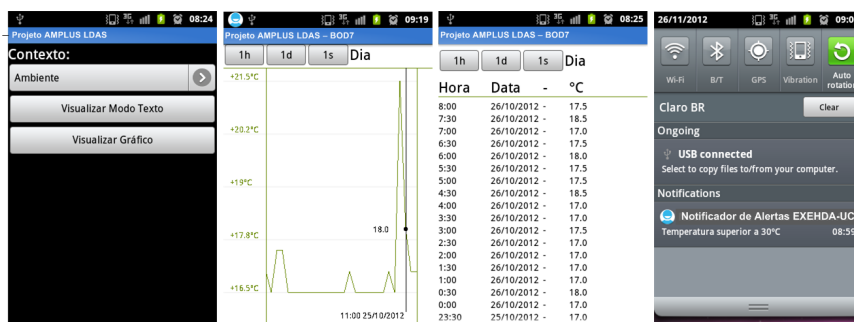 08:24
Projeto AMPLUS LDAS
Contexto:
Ambiente
Visualizar Modo Texto
Visualizar Gráfico
09:19
Projeto AMPLUS LDAS – BOD7
1h 1d 1s Dia
+21.5°C
+20.2°C
+19°C
+17.8°C
+16.5°C
18.0
11:00 25/10/2012
08:25
Projeto AMPLUS LDAS – BOD7
1h 1d 1s Dia
Hora Data - °C
8:00 26/10/2012 - 17.5
7:30 26/10/2012 - 18.5
7:00 26/10/2012 - 17.0
6:30 26/10/2012 - 17.5
6:00 26/10/2012 - 18.0
5:30 26/10/2012 - 17.5
5:00 26/10/2012 - 17.5
4:30 26/10/2012 - 18.5
4:00 26/10/2012 - 17.0
3:30 26/10/2012 - 17.0
3:00 26/10/2012 - 17.5
2:30 26/10/2012 - 17.0
2:00 26/10/2012 - 17.0
1:30 26/10/2012 - 17.0
1:00 26/10/2012 - 17.0
0:30 26/10/2012 - 18.0
0:00 26/10/2012 - 17.0
23:30 25/10/2012 - 17.0
26/11/2012 09:0
Wi-Fi B/T GPS Vibration Auto rotation
Claro BR Clear
Ongoing
USB connected
Select to copy files to/from your computer.
Notifications
Notificador de Alertas EXEHDA-UC
Temperatura superior a 30°C 08:59